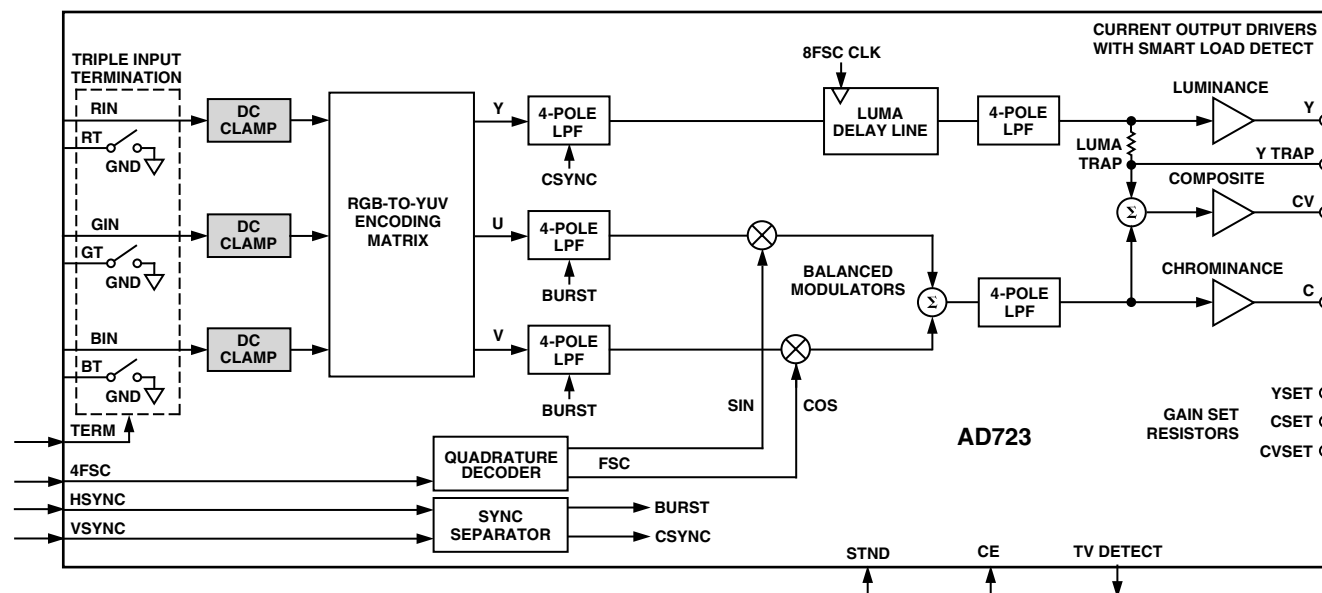 CURRENT OUTPUT DRIVERS
WITH SMART LOAD DETECT
TRIPLE INPUT
TERMINATION
8FSC CLK
LUMINANCE
RIN
DC
CLAMP
Y
4-POLE
LPF
LUMA
DELAY LINE
4-POLE
LPF
Y
RT
GND
CSYNC
LUMA
TRAP
Y TRAP
COMPOSITE
RGB-TO-YUV
ENCODING
MATRIX
GIN
DC
CLAMP
U
4-POLE
LPF
Σ
CV
GT
GND
BURST
BALANCED
MODULATORS
CHROMINANCE
Σ
4-POLE
LPF
C
BIN
DC
CLAMP
V
4-POLE
LPF
BT
GND
BURST
SIN
COS
YSET
GAIN SET
RESISTORS
CSET
CVSET
AD723
TERM
4FSC
QUADRATURE
DECODER
FSC
HSYNC
VSYNC
SYNC
SEPARATOR
BURST
CSYNC
STND
CE
TV DETECT